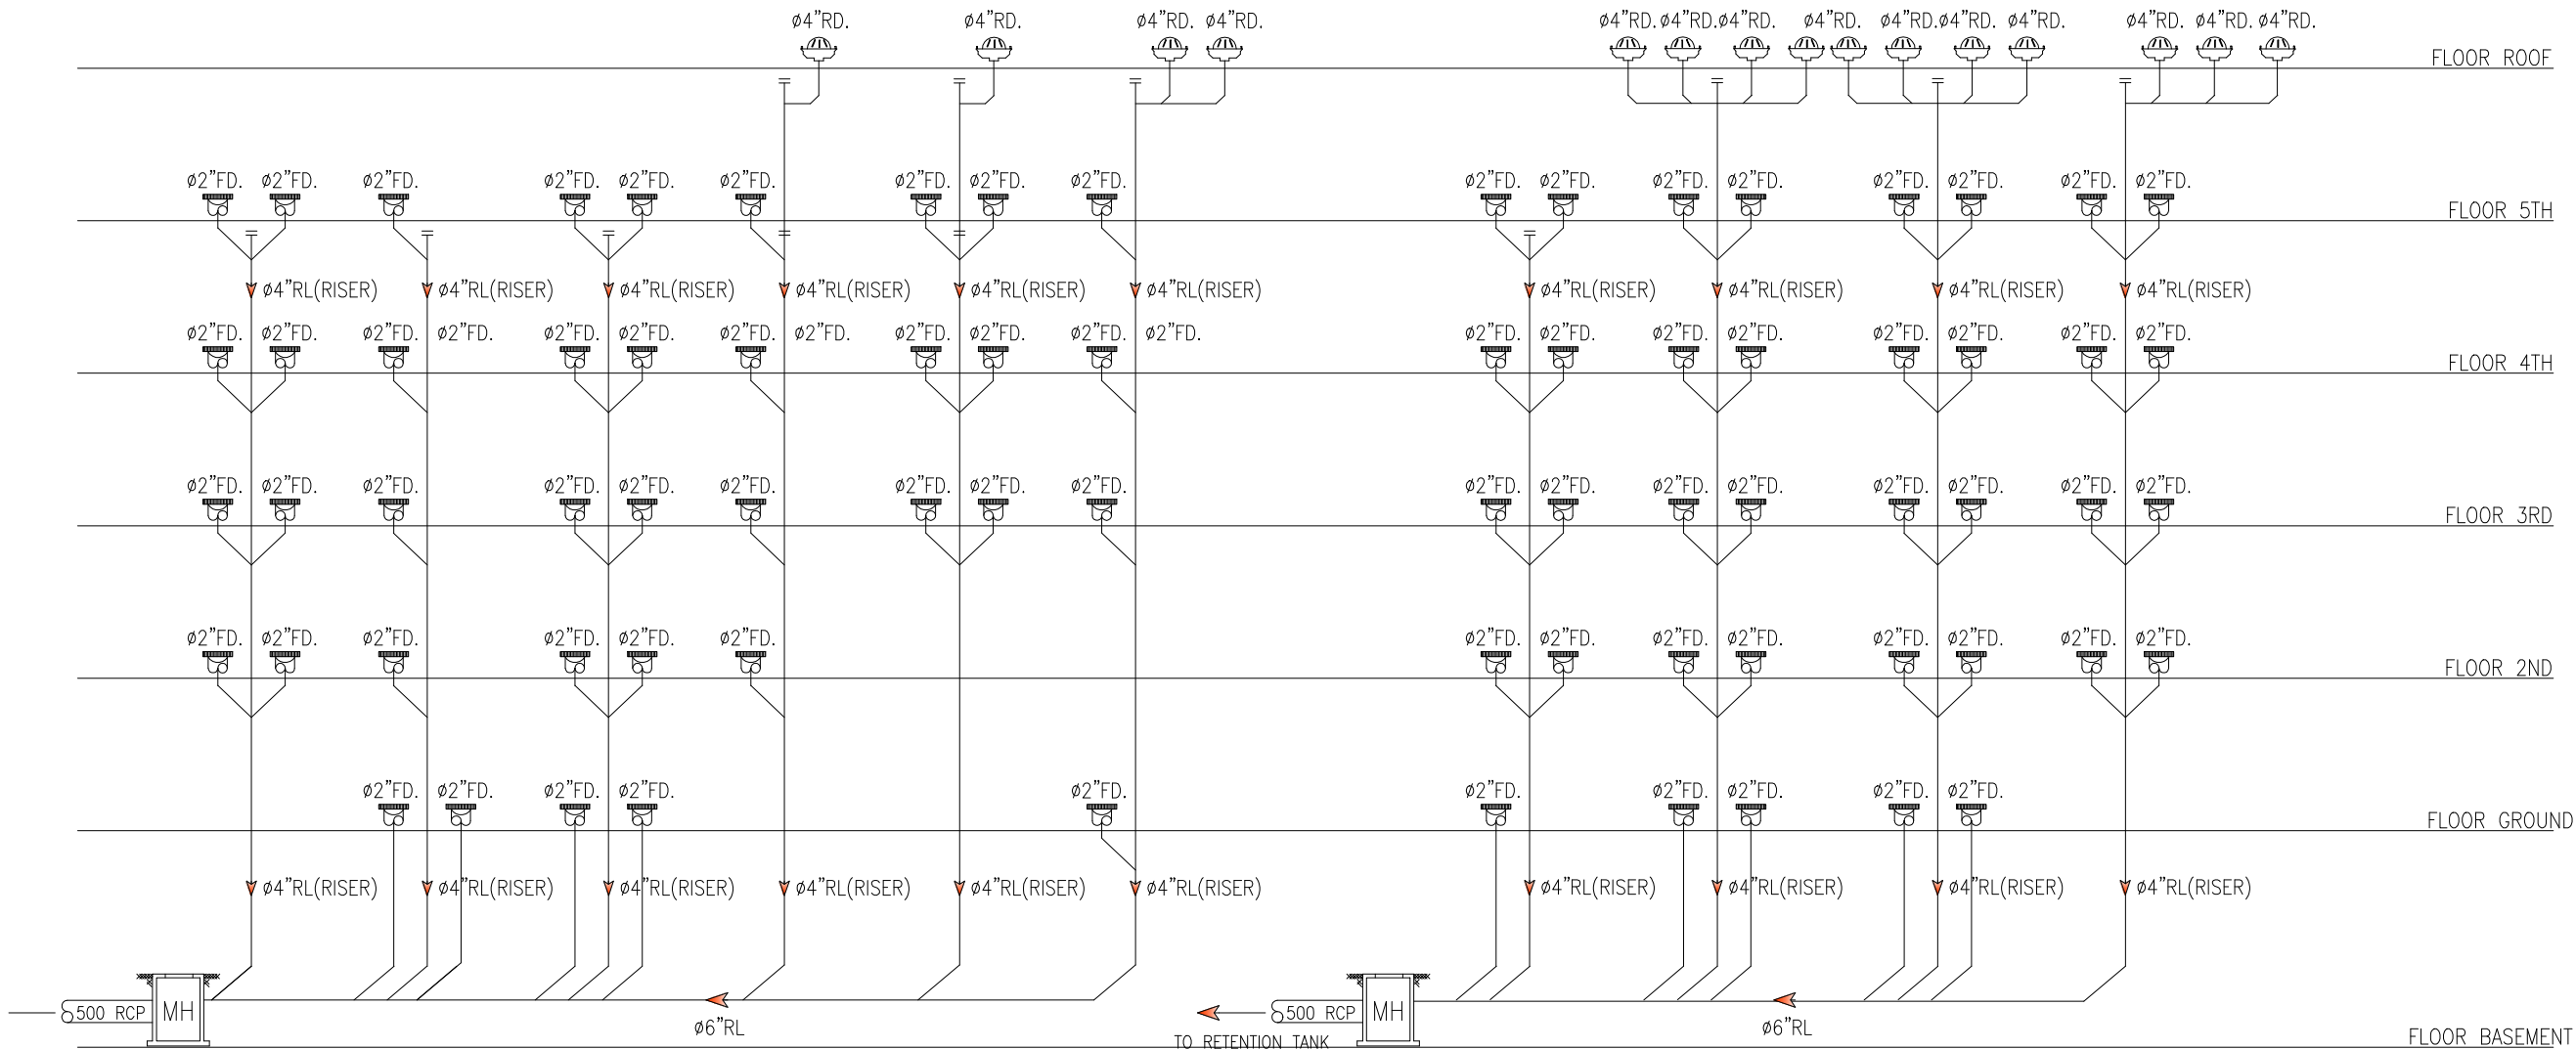 ø4"RD. ø4"RD. ø4"RD. ø4"RD. ø4"RD. ø4"RD. ø4"RD. ø4"RD. ø4"RD. ø4"RD. ø4"RD. ø4"RD. ø4"RD. ø4"RD. ø4"RD.
FLOOR ROOF
ø2"FD. ø2"FD. ø2"FD. ø2"FD. ø2"FD. ø2"FD. ø2"FD. ø2"FD. ø2"FD. ø2"FD. ø2"FD. ø2"FD. ø2"FD. ø2"FD. ø2"FD. ø2"FD. ø2"FD.
FLOOR 5TH
ø4"RL(RISER) ø4"RL(RISER) ø4"RL(RISER) ø4"RL(RISER) ø4"RL(RISER) ø4"RL(RISER) ø4"RL(RISER) ø4"RL(RISER) ø4"RL(RISER) ø4"RL(RISER)
ø2"FD. ø2"FD. ø2"FD. ø2"FD. ø2"FD. ø2"FD. ø2"FD. ø2"FD. ø2"FD. ø2"FD. ø2"FD. ø2"FD. ø2"FD. ø2"FD. ø2"FD. ø2"FD. ø2"FD. ø2"FD. ø2"FD. ø2"FD.
FLOOR 4TH
ø2"FD. ø2"FD. ø2"FD. ø2"FD. ø2"FD. ø2"FD. ø2"FD. ø2"FD. ø2"FD. ø2"FD. ø2"FD. ø2"FD. ø2"FD. ø2"FD. ø2"FD. ø2"FD. ø2"FD.
FLOOR 3RD
ø2"FD. ø2"FD. ø2"FD. ø2"FD. ø2"FD. ø2"FD. ø2"FD. ø2"FD. ø2"FD. ø2"FD. ø2"FD. ø2"FD. ø2"FD. ø2"FD.
FLOOR 2ND
ø2"FD. ø2"FD. ø2"FD. ø2"FD. ø2"FD. ø2"FD. ø2"FD. ø2"FD. ø2"FD. ø2"FD.
FLOOR GROUND
ø4"RL(RISER) ø4"RL(RISER) ø4"RL(RISER) ø4"RL(RISER) ø4"RL(RISER) ø4"RL(RISER) ø4"RL(RISER) ø4"RL(RISER) ø4"RL(RISER) ø4"RL(RISER)
500 RCP MH 500 RCP MH
ø6"RL ø6"RL
TO RETENTION TANK
FLOOR BASEMENT